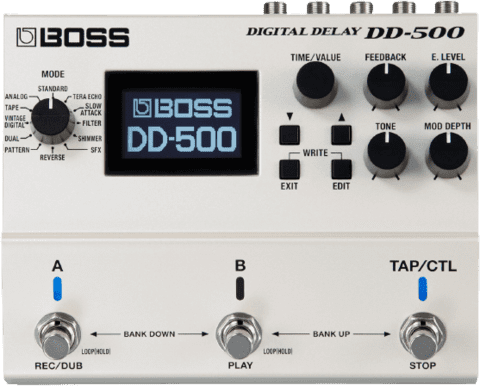 BOSS
DIGITAL DELAY DD-500
MODE
STANDARD
ANALOG
TERA ECHO
TAPE
SLOW
ATTACK
VINTAGE
DIGITAL
FILTER
DUAL
SHIMMER
PATTERN
SFX
REVERSE
BOSS
DD-500
TIME/VALUE
FEEDBACK
E. LEVEL
▼
▲
WRITE
EXIT
EDIT
TONE
MOD DEPTH
A
B
TAP/CTL
BANK DOWN
BANK UP
LOOP(HOLD)
LOOP(HOLD)
REC/DUB
PLAY
STOP